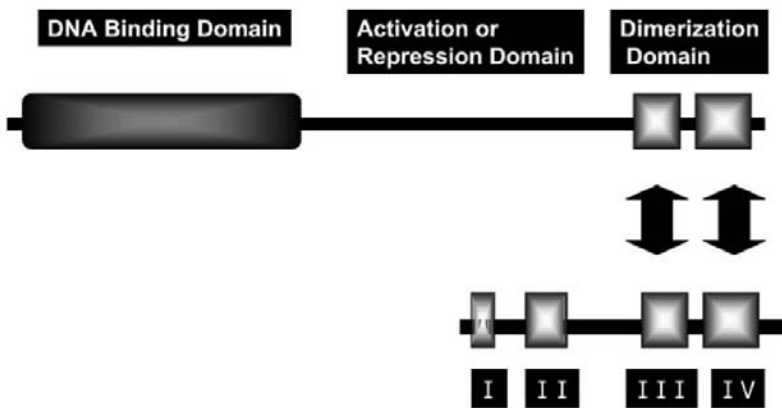 DNA Binding Domain
Activation or
Repression Domain
Dimerization
Domain
I
II
III
IV